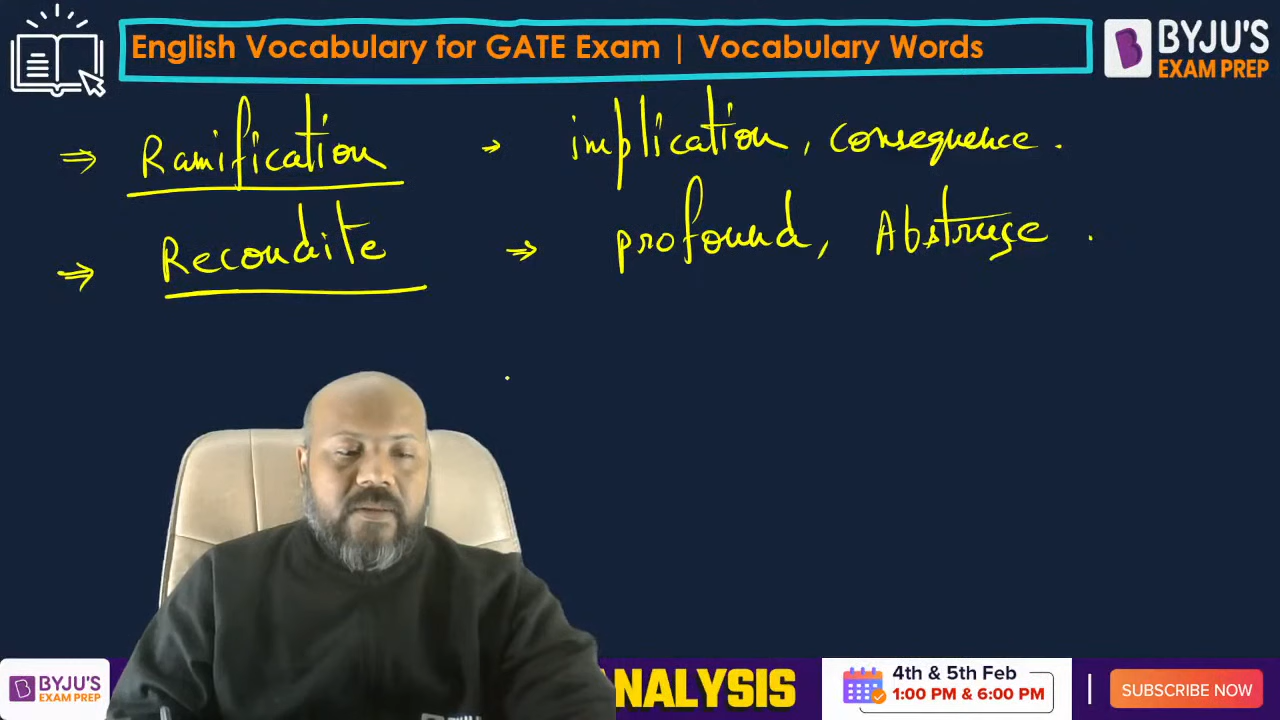 English Vocabulary for GATE Exam | Vocabulary Words
BYJU'S
EXAM PREP
⇒ Ramification → implication, consequence.
⇒ Recondite ⇒ profound, Abstruse.
BYJU'S
EXAM PREP
NALYSIS
4th & 5th Feb
1:00 PM & 6:00 PM
SUBSCRIBE NOW